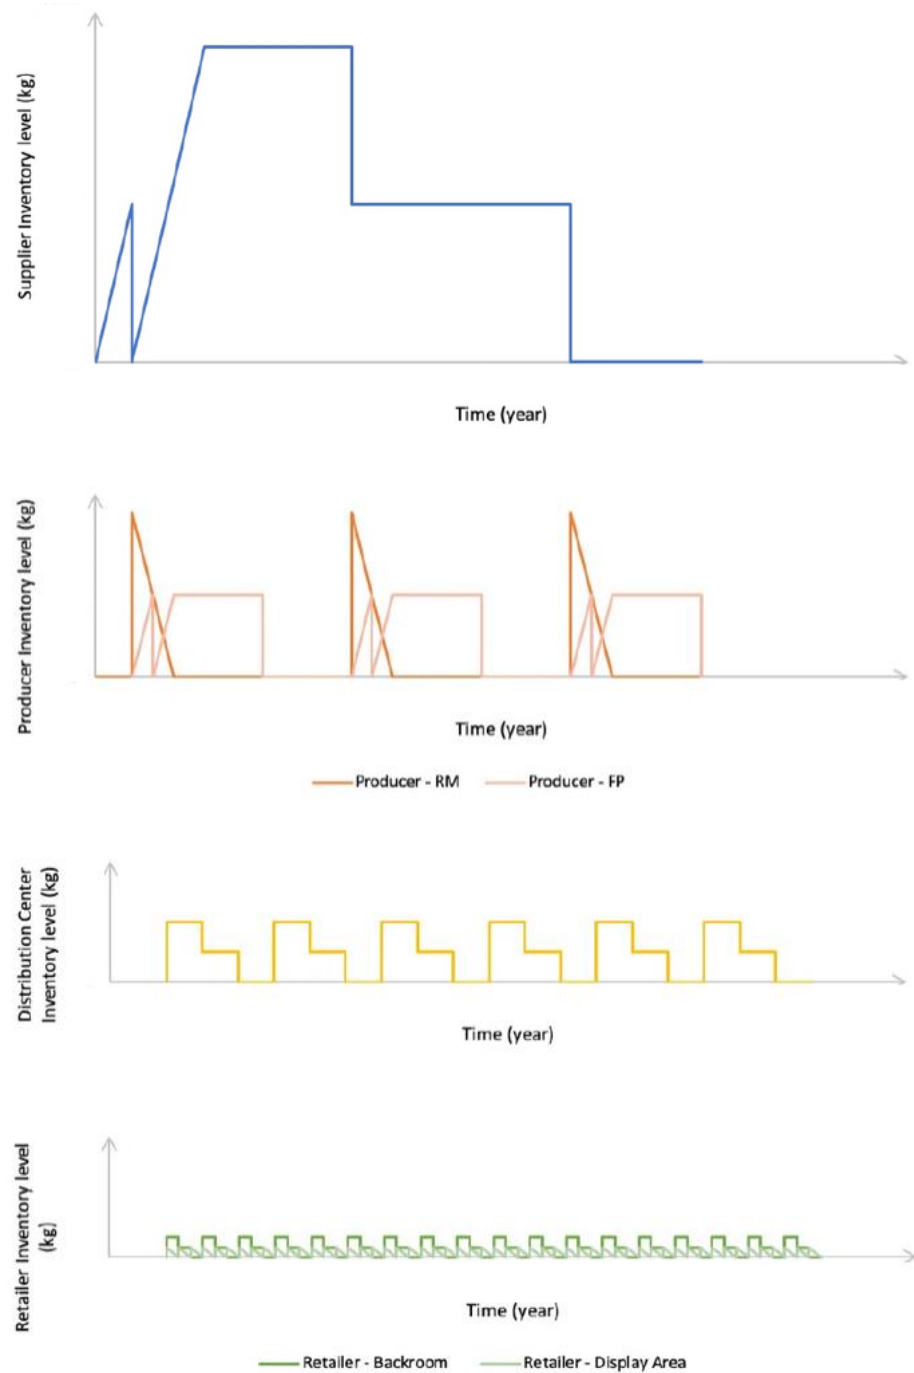 Supplier Inventory level (kg)
Time (year)
Producer Inventory level (kg)
Time (year)
Producer - RM
Producer - FP
Distribution Center
Inventory level (kg)
Time (year)
Retailer Inventory level
(kg)
Time (year)
Retailer - Backroom
Retailer - Display Area